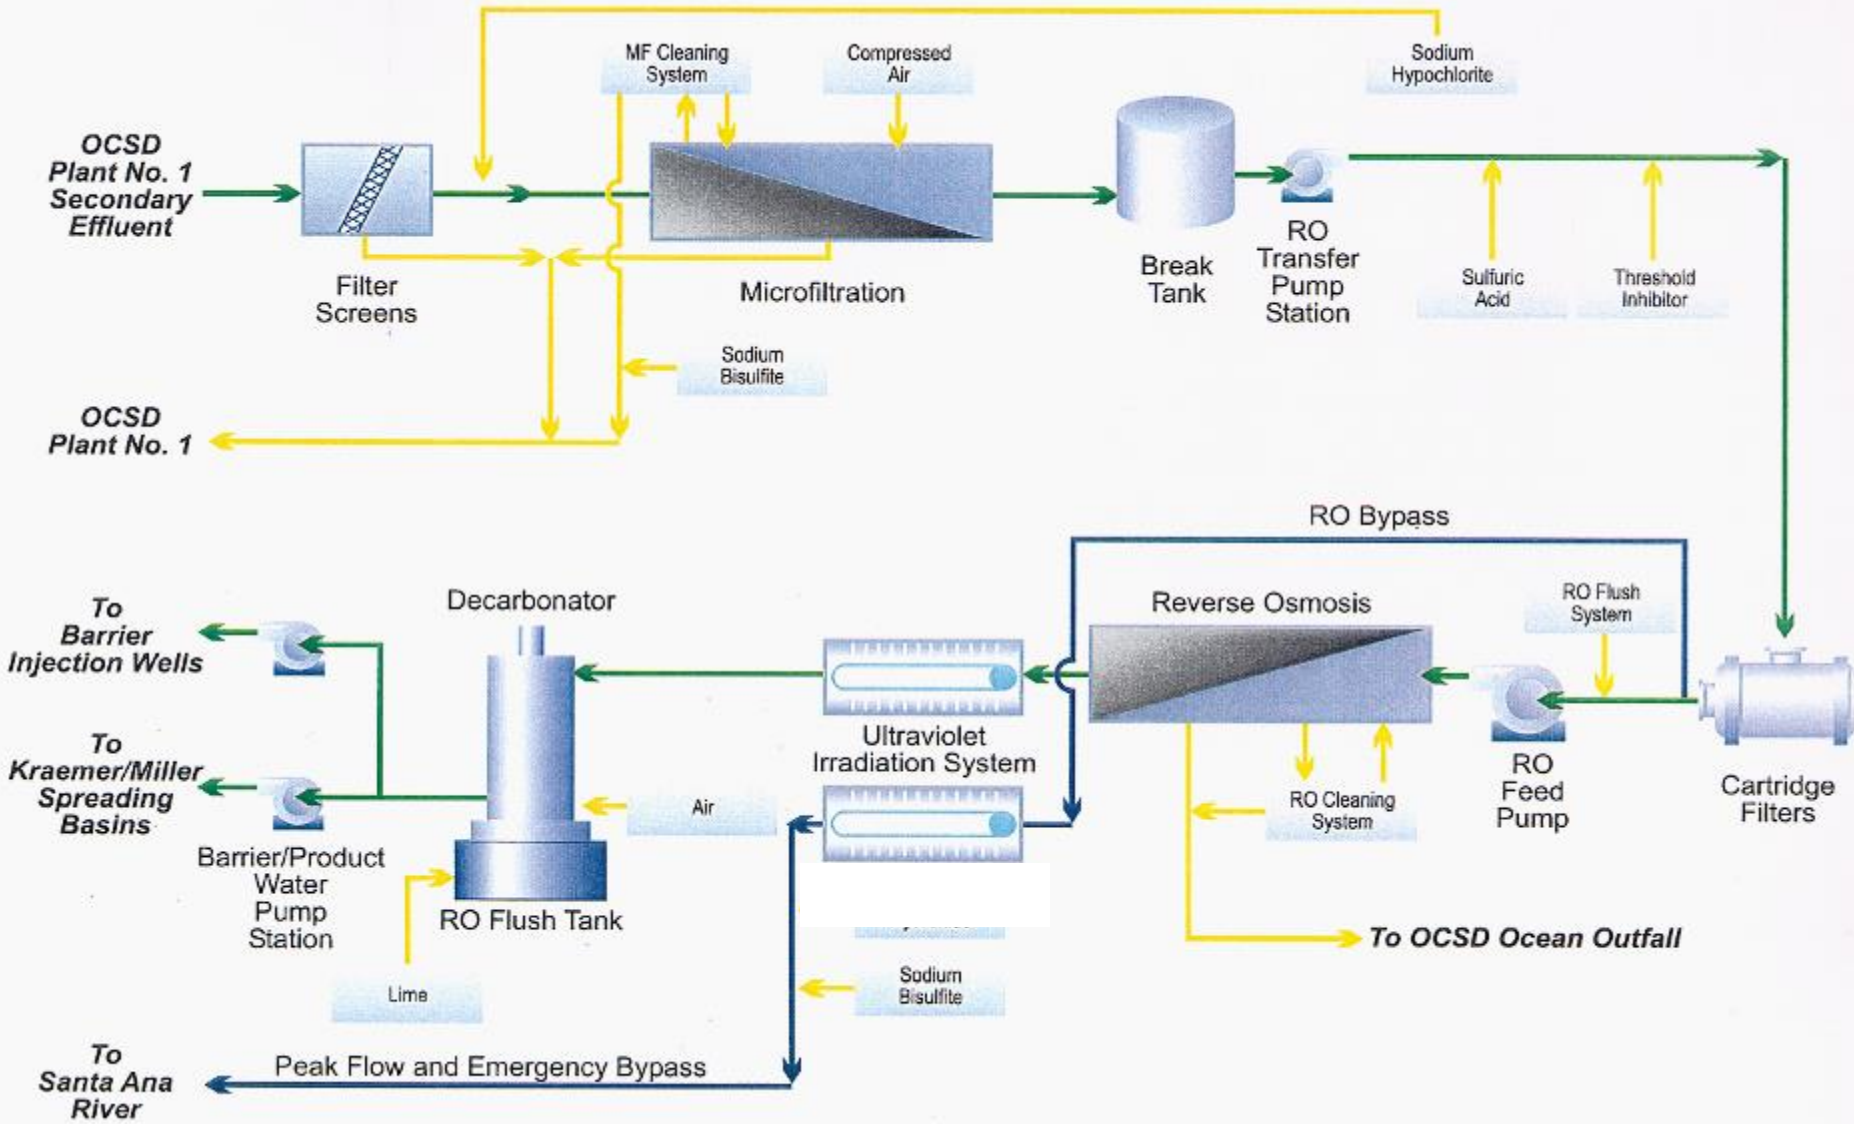 MF Cleaning
System
Compressed
Air
Sodium
Hypochlorite
OCSD
Plant No. 1
Secondary
Effluent
Filter
Screens
Microfiltration
Break
Tank
RO
Transfer
Pump
Station
Sulfuric
Acid
Threshold
Inhibitor
Sodium
Bisulfite
OCSD
Plant No. 1
RO Bypass
To
Barrier
Injection Wells
Decarbonator
Reverse Osmosis
RO Flush
System
To
Kraemer/Miller
Spreading
Basins
Ultraviolet
Irradiation System
Air
RO Cleaning
System
RO
Feed
Pump
Cartridge
Filters
Barrier/Product
Water
Pump
Station
RO Flush Tank
To OCSD Ocean Outfall
Lime
Sodium
Bisulfite
To
Santa Ana
River
Peak Flow and Emergency Bypass